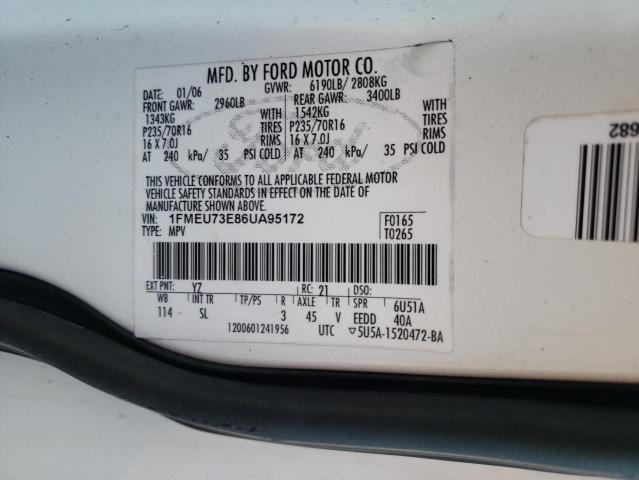 MFD. BY FORD MOTOR CO.
DATE: 01/06 GVWR: 6190LB/ 2808KG
FRONT GAWR: 2960LB REAR GAWR: 3400LB
1343KG 1542KG
P235/70R16 TIRES P235/70R16 TIRES
16 X 7.0J RIMS 16 X 7.0J RIMS
AT 240 kPa/ 35 PSI COLD AT 240 kPa/ 35 PSI COLD
THIS VEHICLE CONFORMS TO ALL APPLICABLE FEDERAL MOTOR
VEHICLE SAFETY STANDARDS IN EFFECT ON THE DATE OF
MANUFACTURE SHOWN ABOVE.
VIN: 1FMEU73E86UA95172 F0165
TYPE: MPV T0265
EXT PNT: YZ RC: 21 DSO:
WB INT TR TP/PS R AXLE TR SPR 6U51A
114 SL 3 45 V EEDD 40A
1200601241956 UTC ▽5U5A-1520472-BA
682
Ford